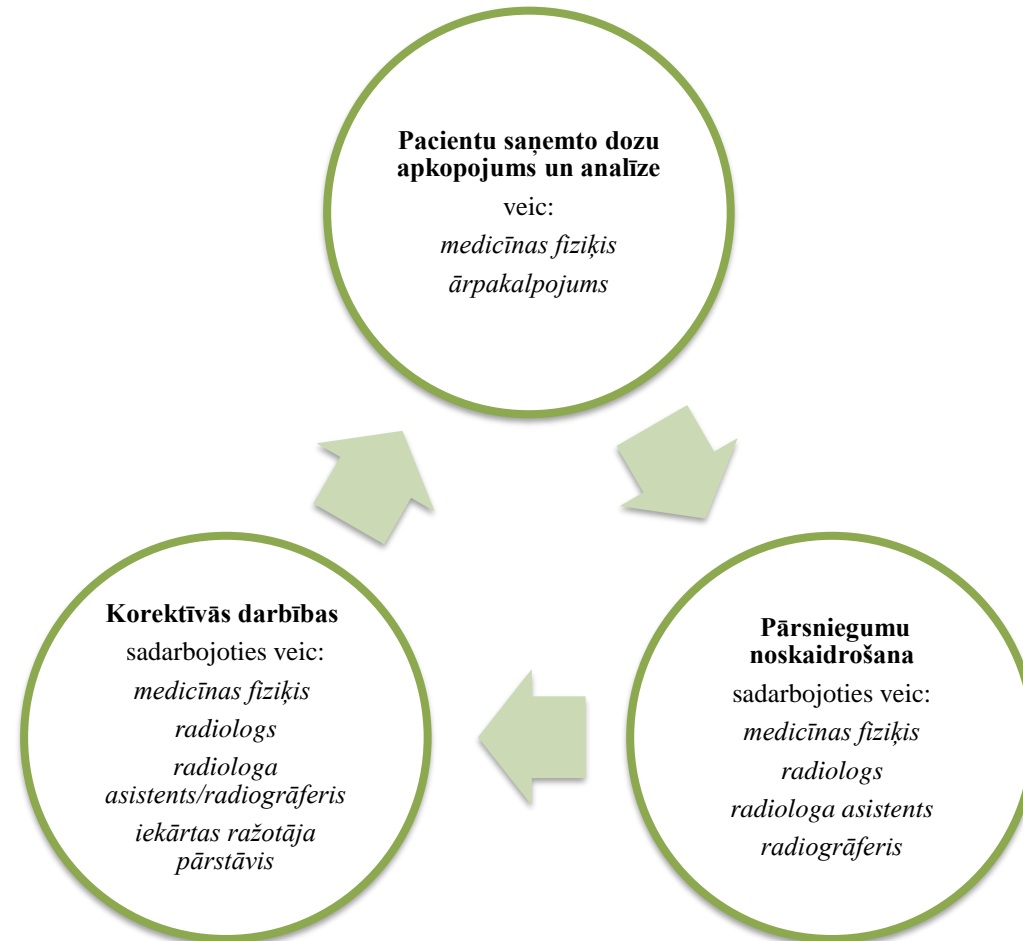 Pacientu saņemto dozu
apkopojums un analīze
veic:
medicīnas fiziķis
ārpakalpojums
Korektīvās darbības
sadarbojoties veic:
medicīnas fiziķis
radiologs
radiologa
asistents/radiogrāferis
iekārtas ražotāja
pārstāvis
Pārsniegumu
noskaidrošana
sadarbojoties veic:
medicīnas fiziķis
radiologs
radiologa asistents
radiogrāferis